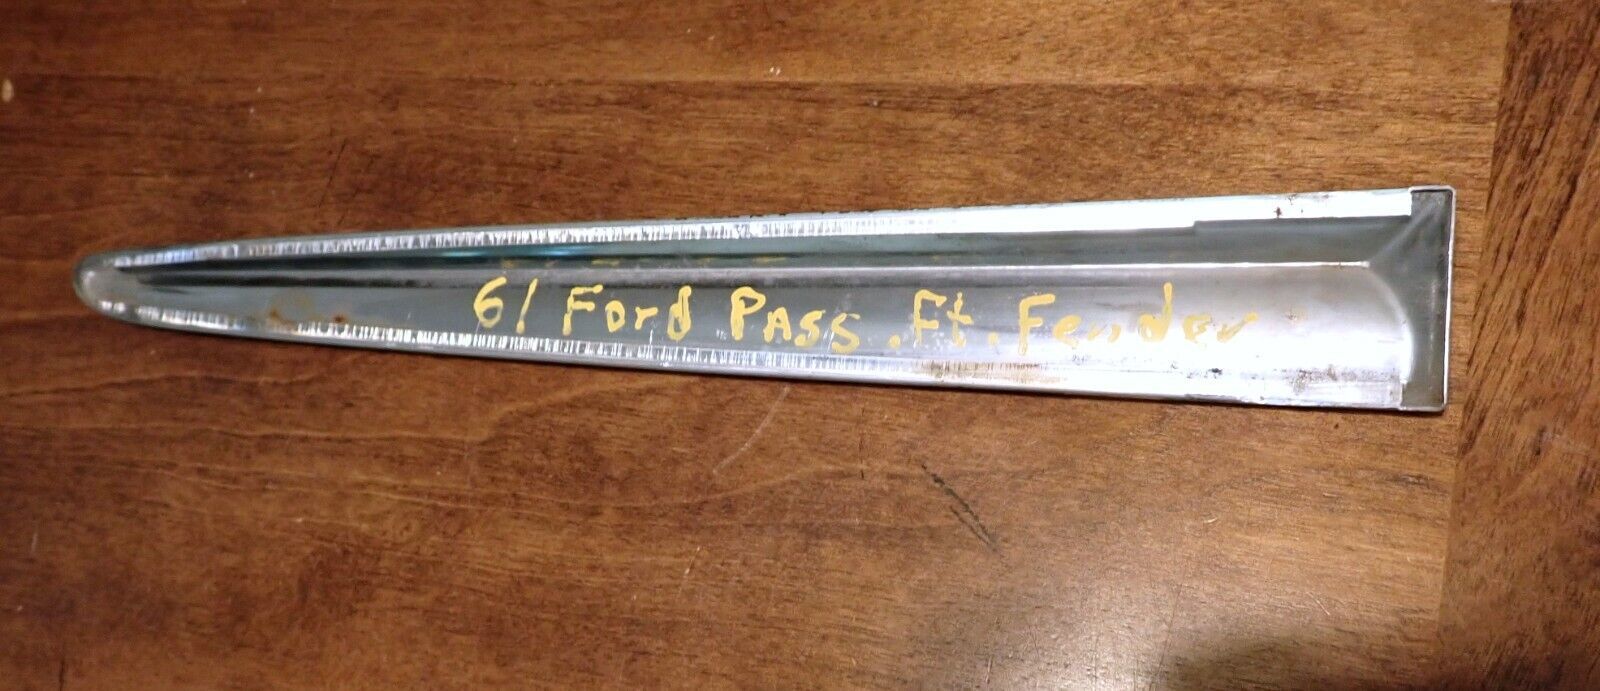 61 Ford PASS. Ft. Fender